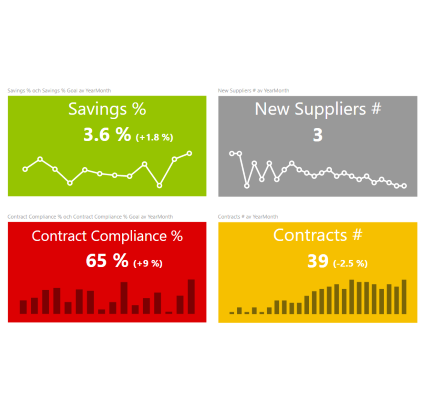 Savings % och Savings % Goal av YearMonth
Savings %
3.6 % (+1.8 %)
New Suppliers # av YearMonth
New Suppliers #
3
Contract Compliance % och Contract Compliance % Goal av YearMonth
Contract Compliance %
65 % (+9 %)
Contracts # av YearMonth
Contracts #
39 (-2.5 %)